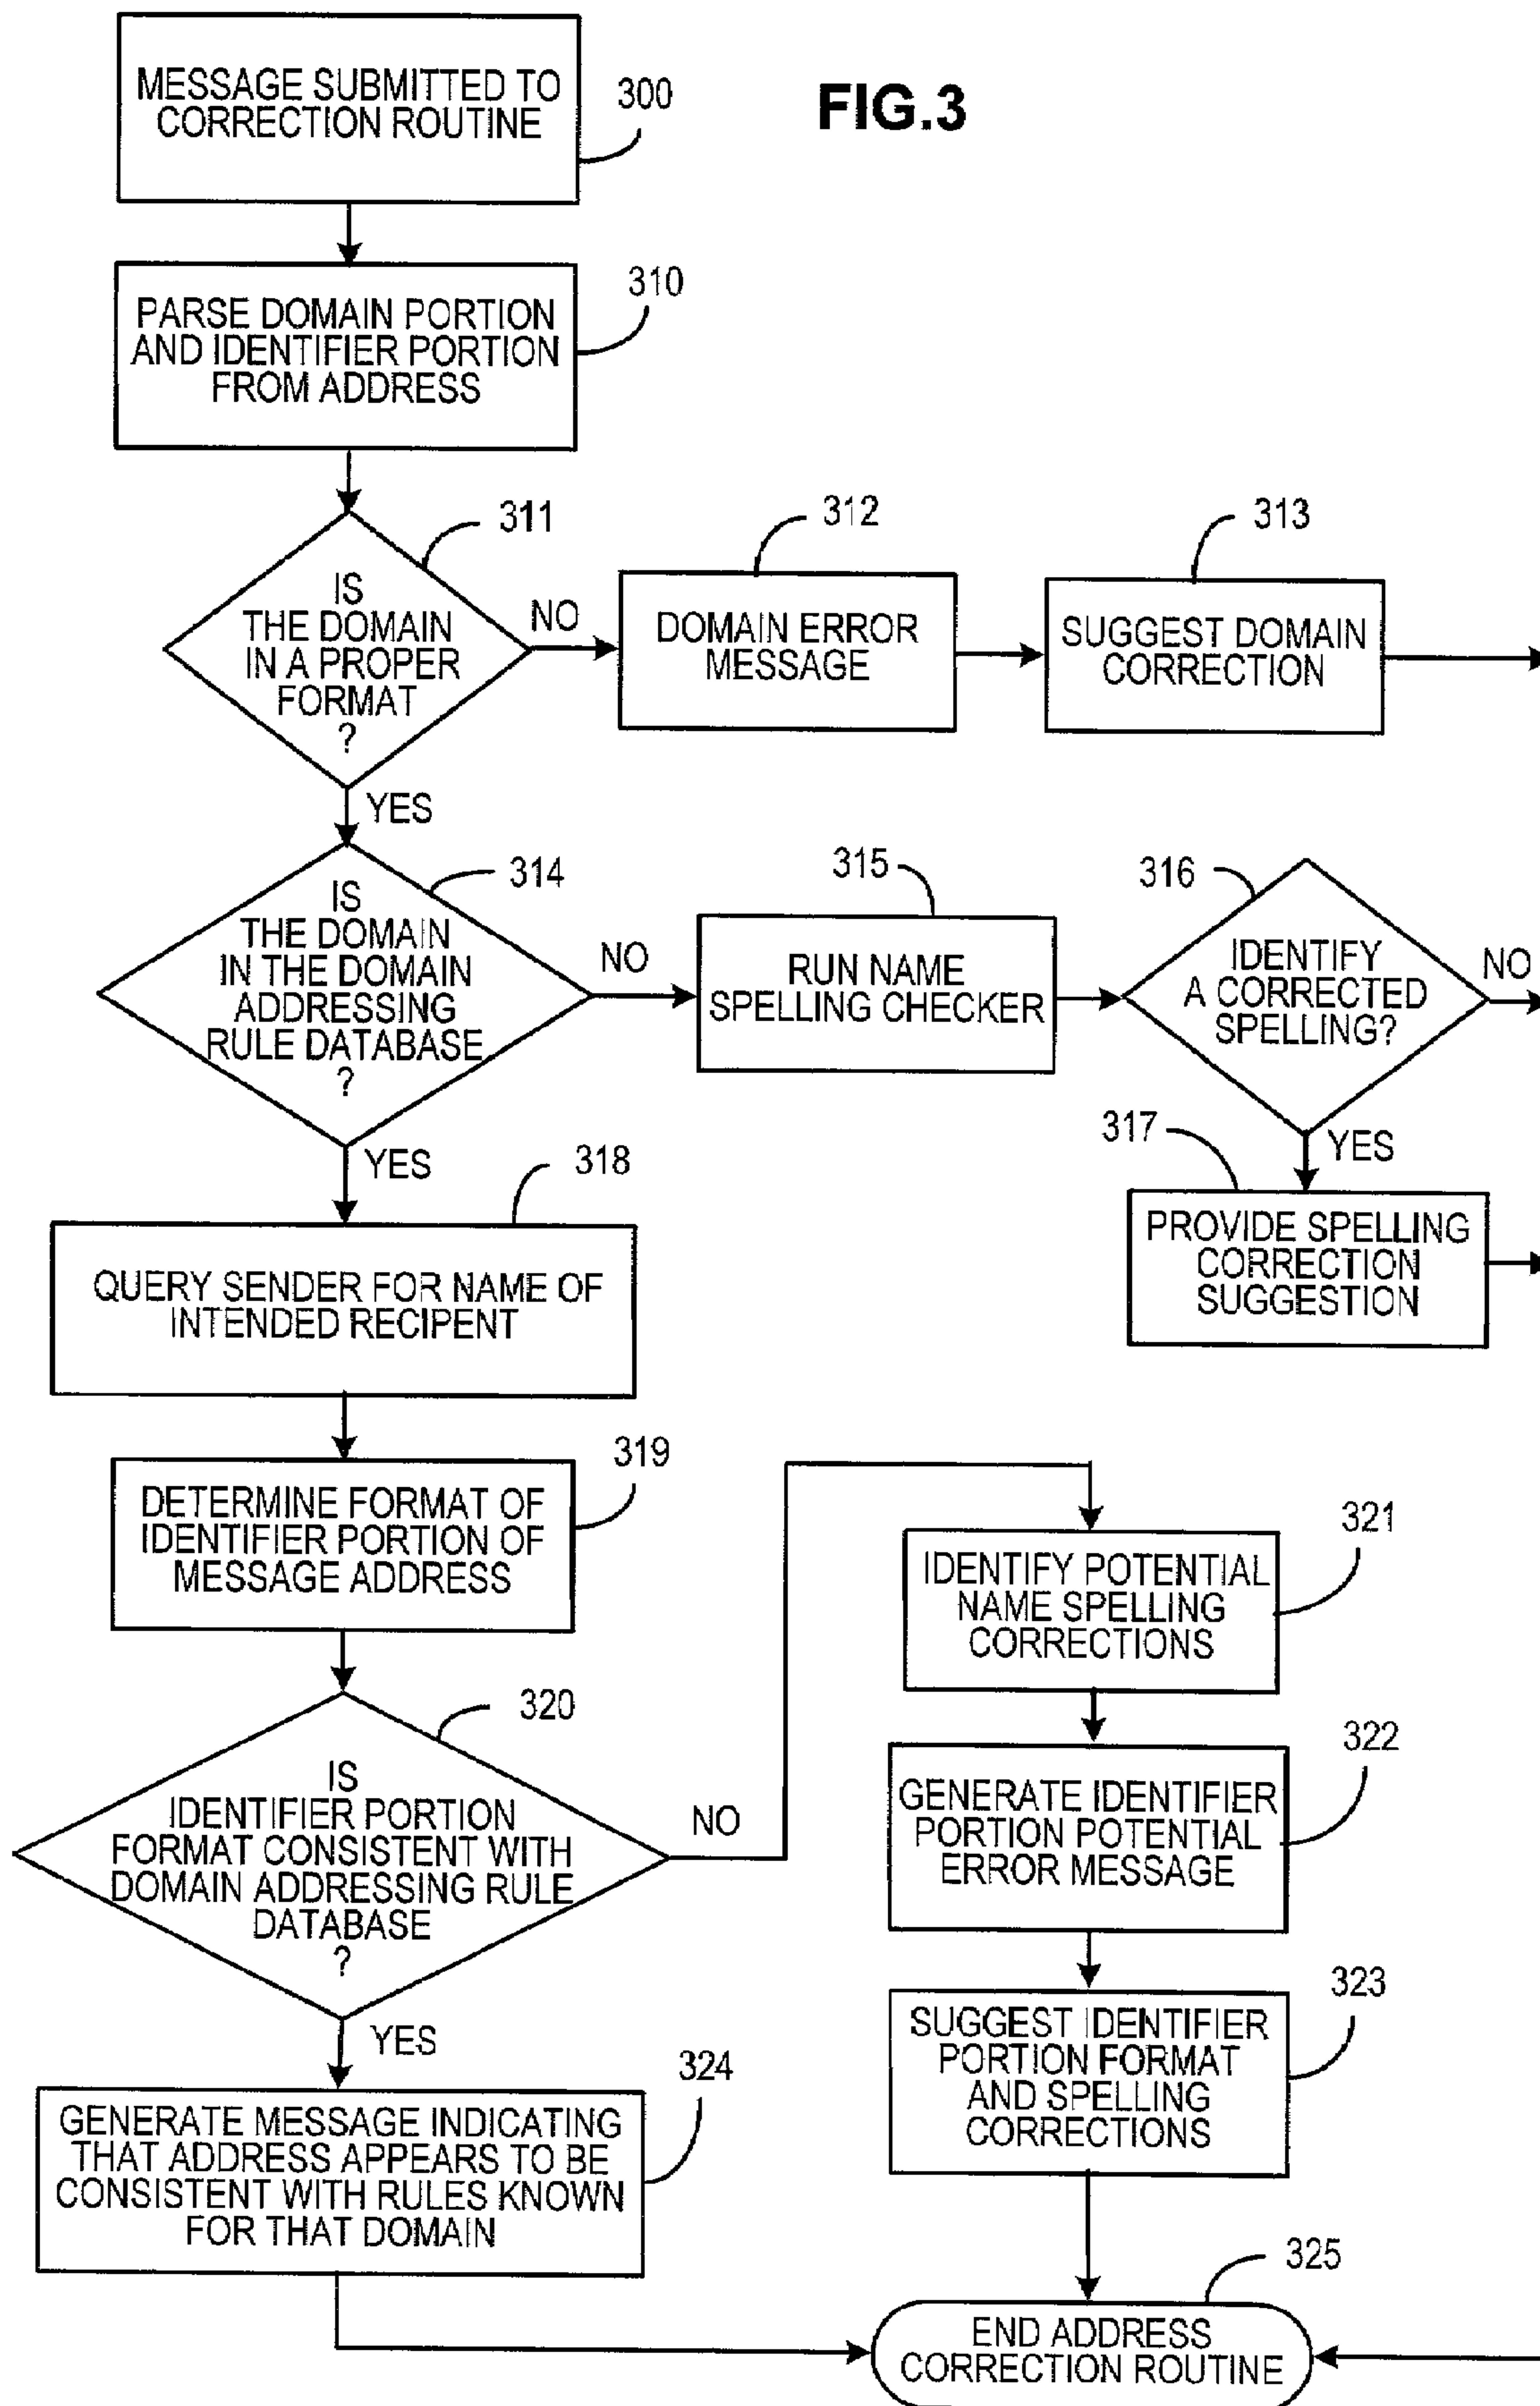 MESSAGE SUBMITTED TO
CORRECTION ROUTINE
300
FIG.3
PARSE DOMAIN PORTION
AND IDENTIFIER PORTION
FROM ADDRESS
310
IS
THE DOMAIN
IN A PROPER
FORMAT
?
311
NO
DOMAIN ERROR
MESSAGE
312
SUGGEST DOMAIN
CORRECTION
313
YES
IS
THE DOMAIN
IN THE DOMAIN
ADDRESSING
RULE DATABASE
?
314
NO
RUN NAME
SPELLING CHECKER
315
IDENTIFY
A CORRECTED
SPELLING?
316
NO
YES
317
PROVIDE SPELLING
CORRECTION
SUGGESTION
YES
318
QUERY SENDER FOR NAME OF
INTENDED RECIPENT
319
DETERMINE FORMAT OF
IDENTIFIER PORTION OF
MESSAGE ADDRESS
320
IS
IDENTIFIER PORTION
FORMAT CONSISTENT WITH
DOMAIN ADDRESSING RULE
DATABASE
?
NO
321
IDENTIFY POTENTIAL
NAME SPELLING
CORRECTIONS
322
GENERATE IDENTIFIER
PORTION POTENTIAL
ERROR MESSAGE
323
SUGGEST IDENTIFIER
PORTION FORMAT
AND SPELLING
CORRECTIONS
YES
324
GENERATE MESSAGE INDICATING
THAT ADDRESS APPEARS TO BE
CONSISTENT WITH RULES KNOWN
FOR THAT DOMAIN
325
END ADDRESS
CORRECTION ROUTINE